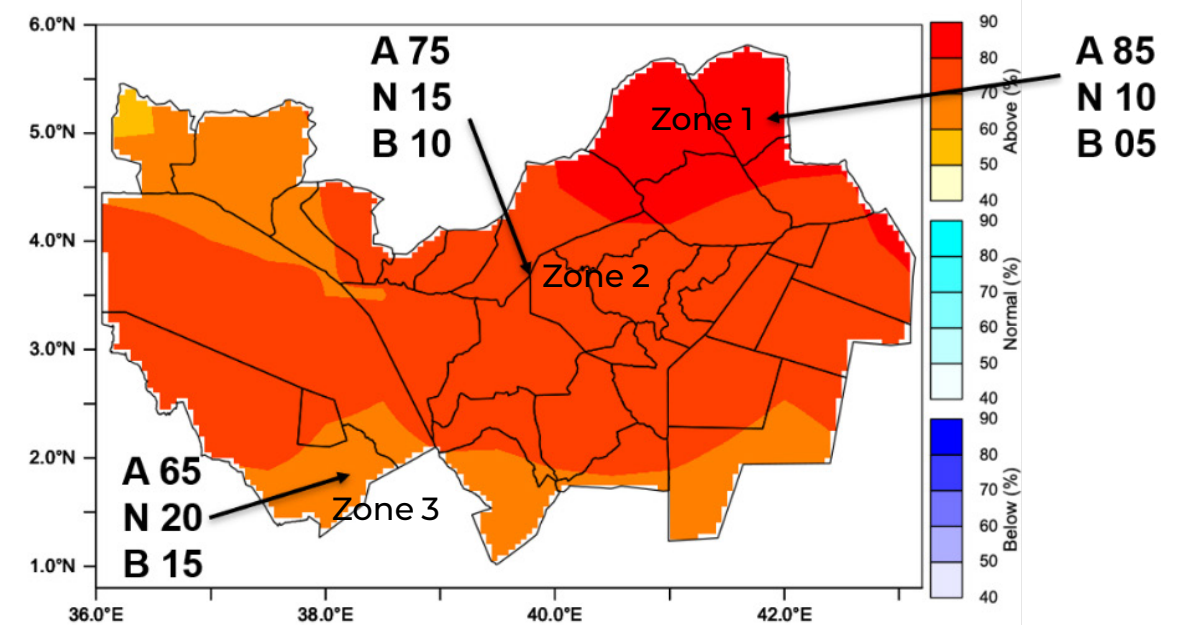 6.0°N
5.0°N
4.0°N
3.0°N
2.0°N
1.0°N
36.0°E
38.0°E
40.0°E
42.0°E
A 75
N 15
B 10
A 85
N 10
B 05
A 65
N 20
B 15
Zone 1
Zone 2
Zone 3
90
80
70
60
50
40
Above (%)
90
80
70
60
50
40
Normal (%)
90
80
70
60
50
40
Below (%)